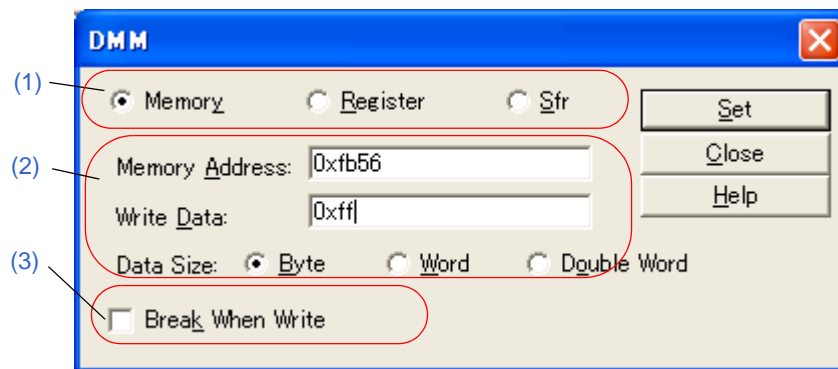 DMM
(1)
Memory Register Sfr
Set
(2)
Memory Address: 0xfb56
Close
Write Data: 0xff
Help
(3)
Data Size: Byte Word Double Word
Break When Write